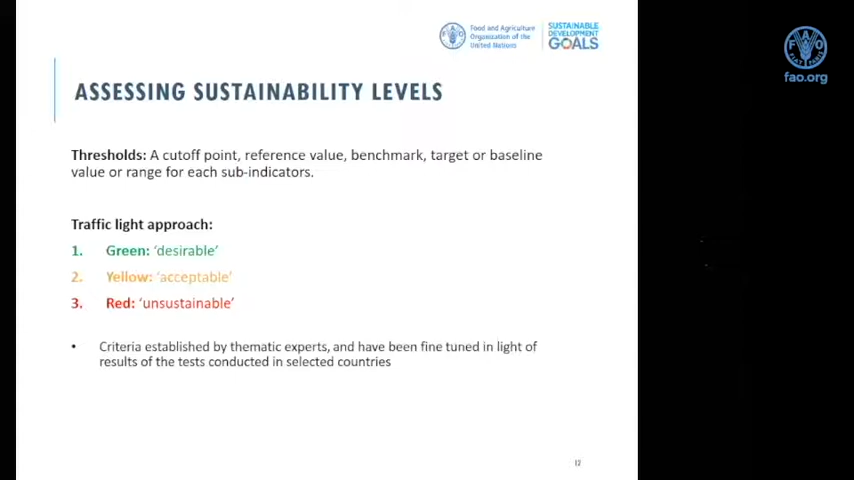 Food and Agriculture
Organization of the
United Nations
SUSTAINABLE
DEVELOPMENT
GOALS
FAO
FIAT PANIS
fao.org
ASSESSING SUSTAINABILITY LEVELS
Thresholds: A cutoff point, reference value, benchmark, target or baseline
value or range for each sub-indicators.
Traffic light approach:
1. Green: ‘desirable’
2. Yellow: ‘acceptable’
3. Red: ‘unsustainable’
• Criteria established by thematic experts, and have been fine tuned in light of
results of the tests conducted in selected countries
12